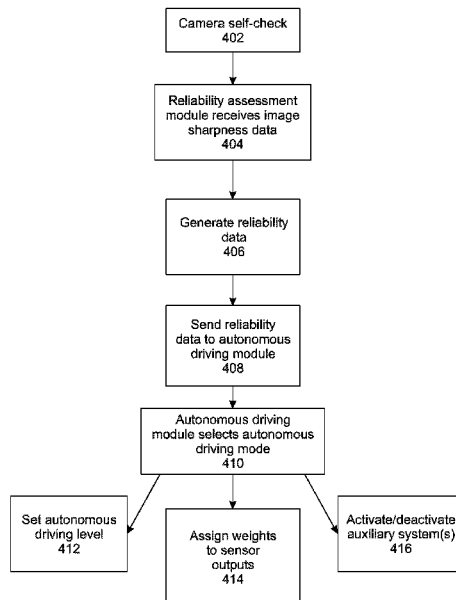 Camera self-check
402
Reliability assessment
module receives image
sharpness data
404
Generate reliability
data
406
Send reliability
data to autonomous
driving module
408
Autonomous driving
module selects autonomous
driving mode
410
Set autonomous
driving level
412
Assign weights
to sensor
outputs
414
Activate/deactivate
auxiliary system(s)
416